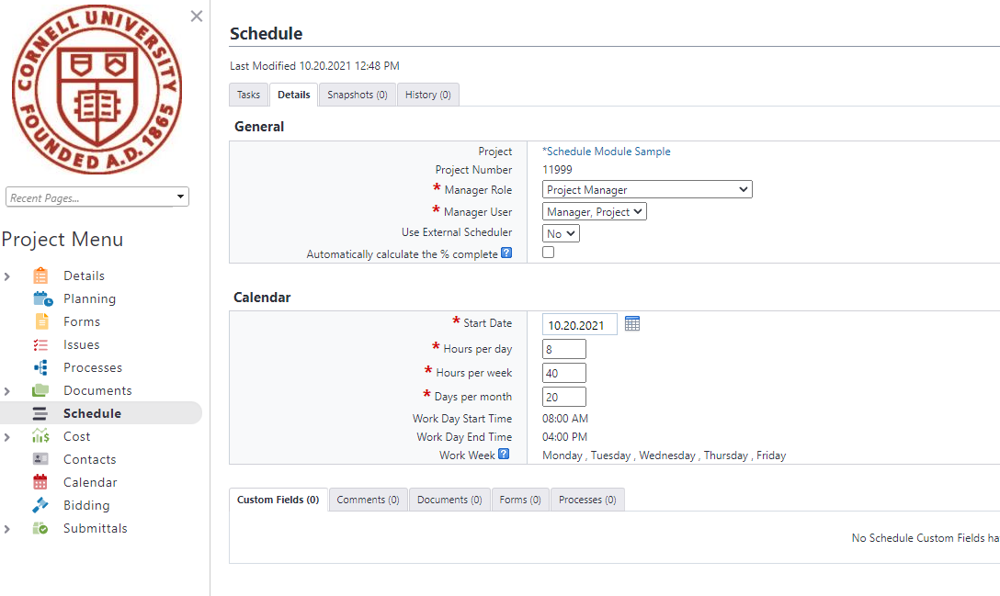 CORNELL UNIVERSITY
FOUNDED A.D. 1865
Recent Pages...
Project Menu
Details
Planning
Forms
Issues
Processes
Documents
Schedule
Cost
Contacts
Calendar
Bidding
Submittals
Schedule
Last Modified 10.20.2021 12:48 PM
Tasks Details Snapshots (0) History (0)
General
Project *Schedule Module Sample
Project Number 11999
* Manager Role Project Manager
* Manager User Manager, Project
Use External Scheduler No
Automatically calculate the % complete ?
Calendar
* Start Date 10.20.2021
* Hours per day 8
* Hours per week 40
* Days per month 20
Work Day Start Time 08:00 AM
Work Day End Time 04:00 PM
Work Week ? Monday , Tuesday , Wednesday , Thursday , Friday
Custom Fields (0) Comments (0) Documents (0) Forms (0) Processes (0)
No Schedule Custom Fields ha